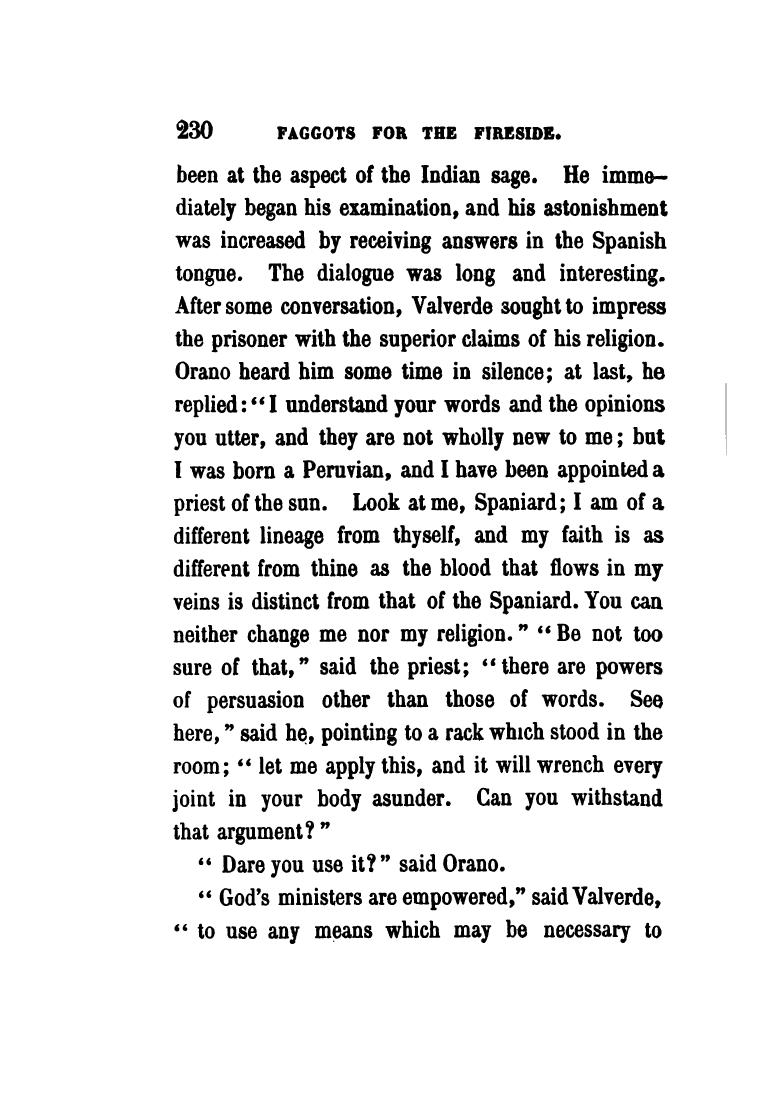 230 FAGGOTS FOR THE FIRESIDE.
been at the aspect of the Indian sage. He imme-
diately began his examination, and his astonishment
was increased by receiving answers in the Spanish
tongue. The dialogue was long and interesting.
After some conversation, Valverde sought to impress
the prisoner with the superior claims of his religion.
Orano heard him some time in silence; at last, he
replied: “I understand your words and the opinions
you utter, and they are not wholly new to me; but
I was born a Peruvian, and I have been appointed a
priest of the sun. Look at me, Spaniard; I am of a
different lineage from thyself, and my faith is as
different from thine as the blood that flows in my
veins is distinct from that of the Spaniard. You can
neither change me nor my religion.” “Be not too
sure of that,” said the priest; “there are powers
of persuasion other than those of words. See
here,” said he, pointing to a rack which stood in the
room; “let me apply this, and it will wrench every
joint in your body asunder. Can you withstand
that argument?”
“Dare you use it?” said Orano.
“God's ministers are empowered,” said Valverde,
“to use any means which may be necessary to